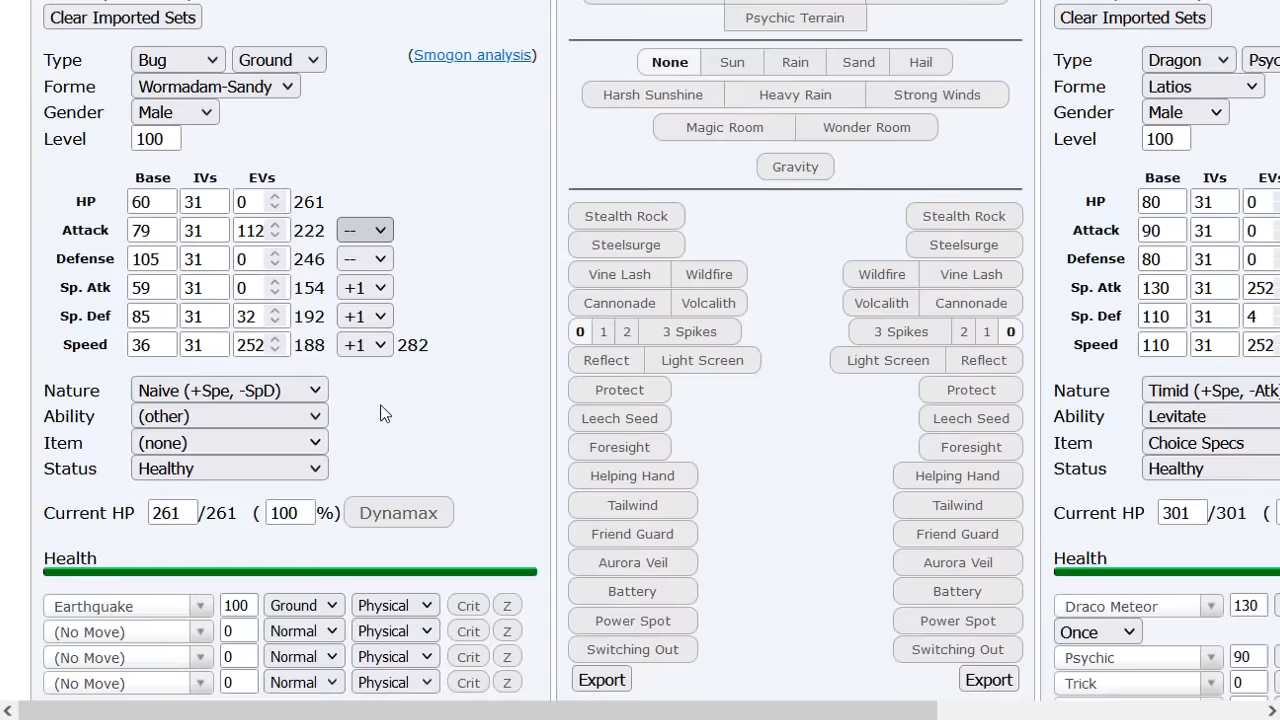 Clear Imported Sets
Type Bug Ground (Smogon analysis)
Forme Wormadam-Sandy
Gender Male
Level 100
Base IVs EVs
HP 60 31 0 261
Attack 79 31 112 222 --
Defense 105 31 0 246 --
Sp. Atk 59 31 0 154 +1
Sp. Def 85 31 32 192 +1
Speed 36 31 252 188 +1 282
Nature Naive (+Spe, -SpD)
Ability (other)
Item (none)
Status Healthy
Current HP 261 /261 ( 100 %) Dynamax
Health
Earthquake 100 Ground Physical Crit Z
(No Move) 0 Normal Physical Crit Z
(No Move) 0 Normal Physical Crit Z
(No Move) 0 Normal Physical Crit Z
Psychic Terrain
None Sun Rain Sand Hail
Harsh Sunshine Heavy Rain Strong Winds
Magic Room Wonder Room
Gravity
Stealth Rock Stealth Rock
Steelsurge Steelsurge
Vine Lash Wildfire Wildfire Vine Lash
Cannonade Volcalith Volcalith Cannonade
0 1 2 3 Spikes 3 Spikes 2 1 0
Reflect Light Screen Light Screen Reflect
Protect Protect
Leech Seed Leech Seed
Foresight Foresight
Helping Hand Helping Hand
Tailwind Tailwind
Friend Guard Friend Guard
Aurora Veil Aurora Veil
Battery Battery
Power Spot Power Spot
Switching Out Switching Out
Export Export
Clear Imported Sets
Type Dragon Psyc
Forme Latios
Gender Male
Level 100
Base IVs EVs
HP 80 31 0
Attack 90 31 0
Defense 80 31 0
Sp. Atk 130 31 252
Sp. Def 110 31 4
Speed 110 31 252
Nature Timid (+Spe, -Atk)
Ability Levitate
Item Choice Specs
Status Healthy
Current HP 301 /301 (
Health
Draco Meteor 130
Once
Psychic 90
Trick 0